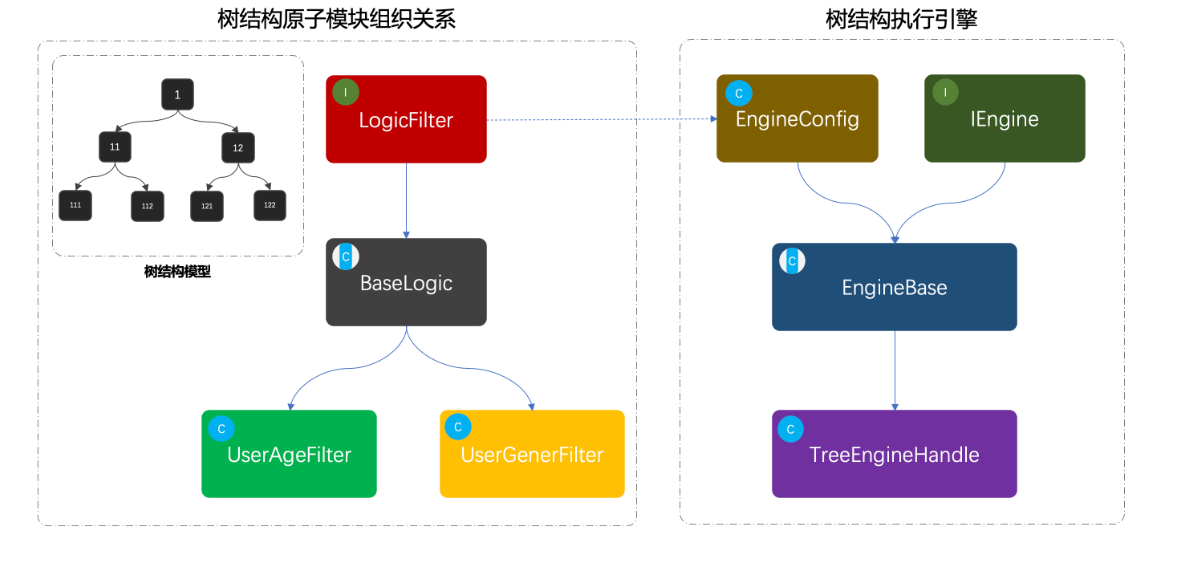 树结构原子模块组织关系
树结构执行引擎
1
11
12
111
112
121
122
树结构模型
I
LogicFilter
C
BaseLogic
C
UserAgeFilter
C
UserGenerFilter
C
EngineConfig
I
IEngine
C
EngineBase
C
TreeEngineHandle